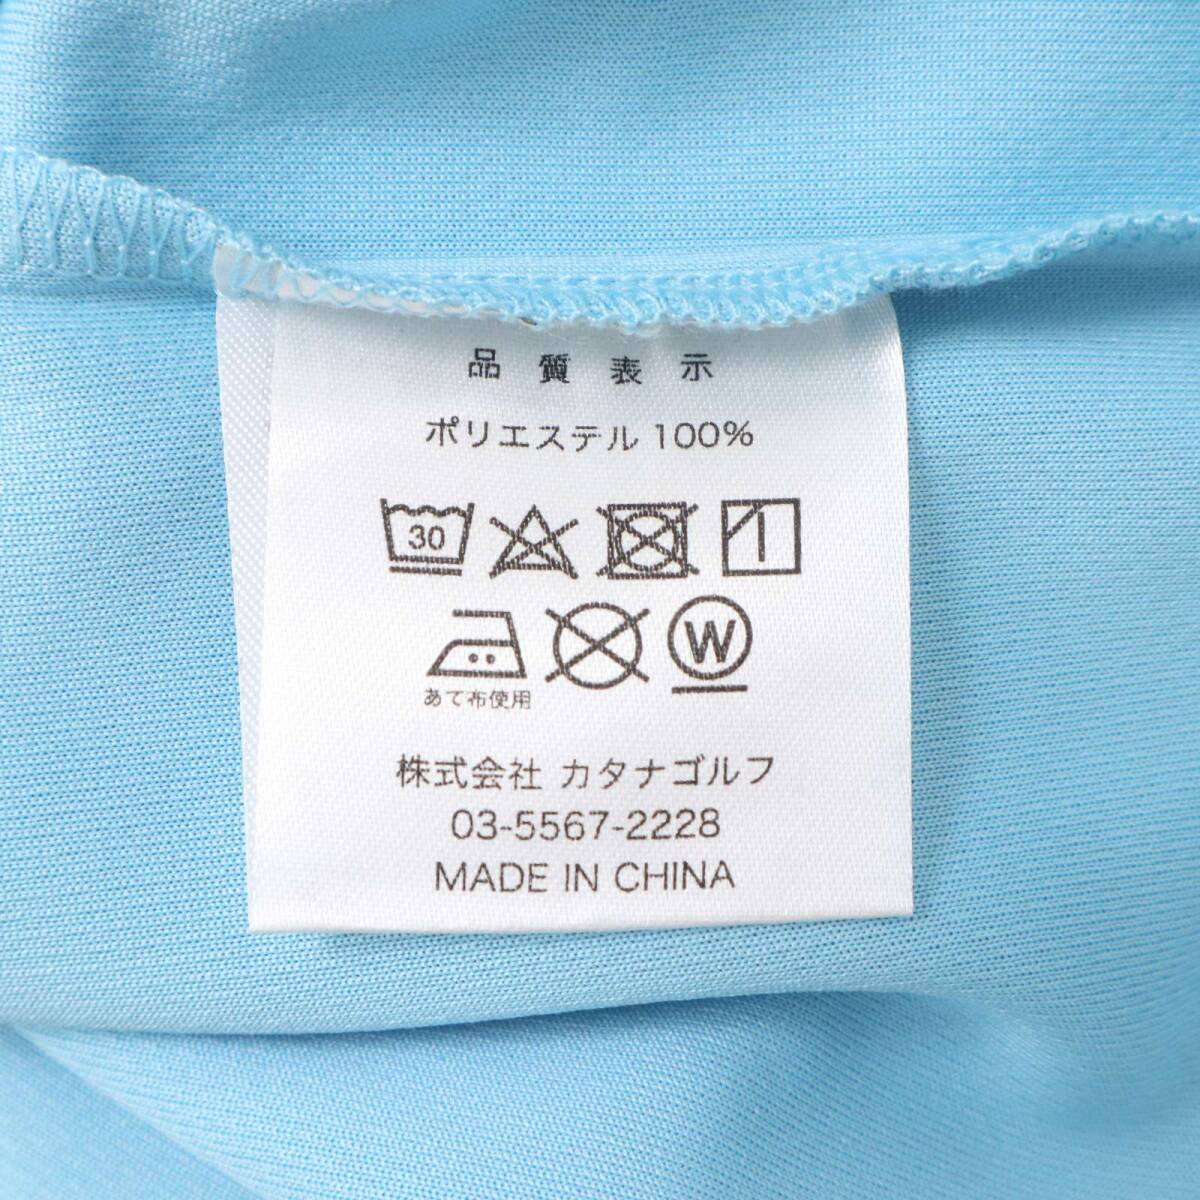 品質表示
ポリエステル 100%
30
あて布使用
W
株式会社 カタナゴルフ
03-5567-2228
MADE IN CHINA